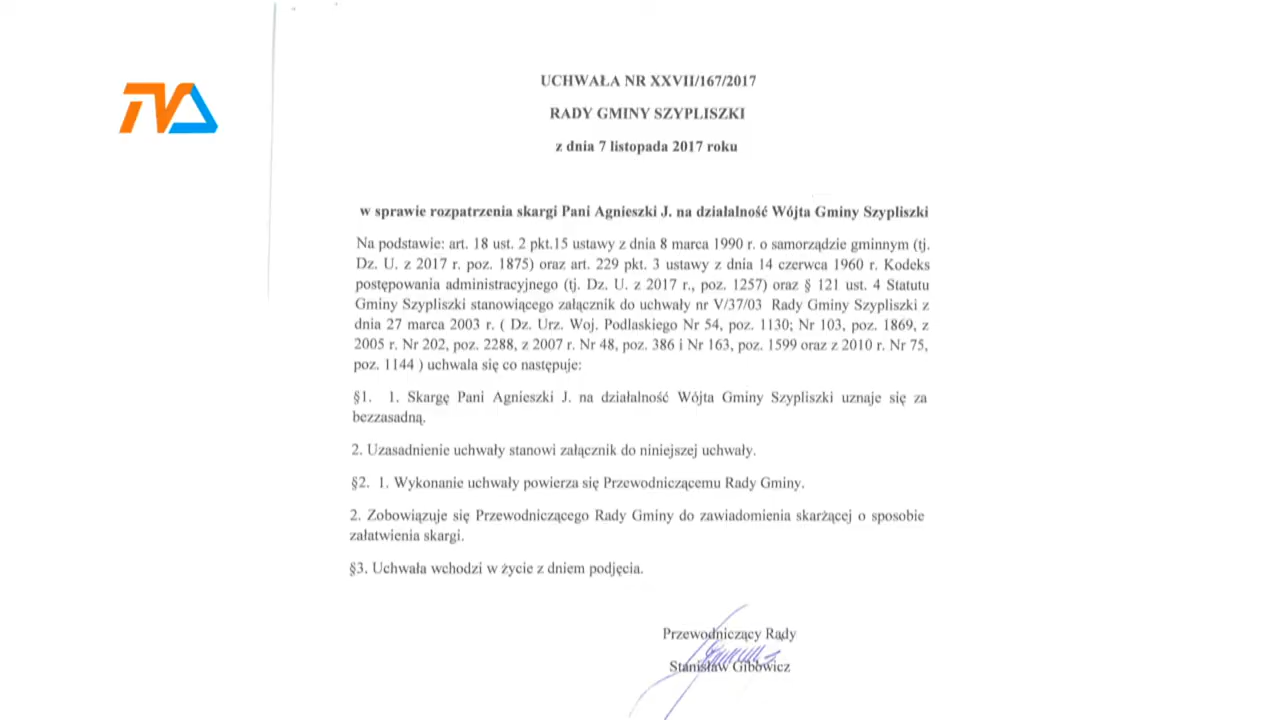 TVA
UCHWAŁA NR XXVII/167/2017
RADY GMINY SZYPLISZKI
z dnia 7 listopada 2017 roku
w sprawie rozpatrzenia skargi Pani Agnieszki J. na działalność Wójta Gminy Szypliszki
Na podstawie: art. 18 ust. 2 pkt.15 ustawy z dnia 8 marca 1990 r. o samorządzie gminnym (tj.
Dz. U. z 2017 r. poz. 1875) oraz art. 229 pkt. 3 ustawy z dnia 14 czerwca 1960 r. Kodeks
postępowania administracyjnego (tj. Dz. U. z 2017 r., poz. 1257) oraz § 121 ust. 4 Statutu
Gminy Szypliszki stanowiącego załącznik do uchwały nr V/37/03 Rady Gminy Szypliszki z
dnia 27 marca 2003 r. ( Dz. Urz. Woj. Podlaskiego Nr 54, poz. 1130; Nr 103, poz. 1869, z
2005 r. Nr 202, poz. 2288, z 2007 r. Nr 48, poz. 386 i Nr 163, poz. 1599 oraz z 2010 r. Nr 75,
poz. 1144 ) uchwala się co następuje:
§1. 1. Skargę Pani Agnieszki J. na działalność Wójta Gminy Szypliszki uznaje się za
bezzasadną.
2. Uzasadnienie uchwały stanowi załącznik do niniejszej uchwały.
§2. 1. Wykonanie uchwały powierza się Przewodniczącemu Rady Gminy.
2. Zobowiązuje się Przewodniczącego Rady Gminy do zawiadomienia skarżącej o sposobie
załatwienia skargi.
§3. Uchwała wchodzi w życie z dniem podjęcia.
Przewodniczący Rady
Stanisław Gibowicz